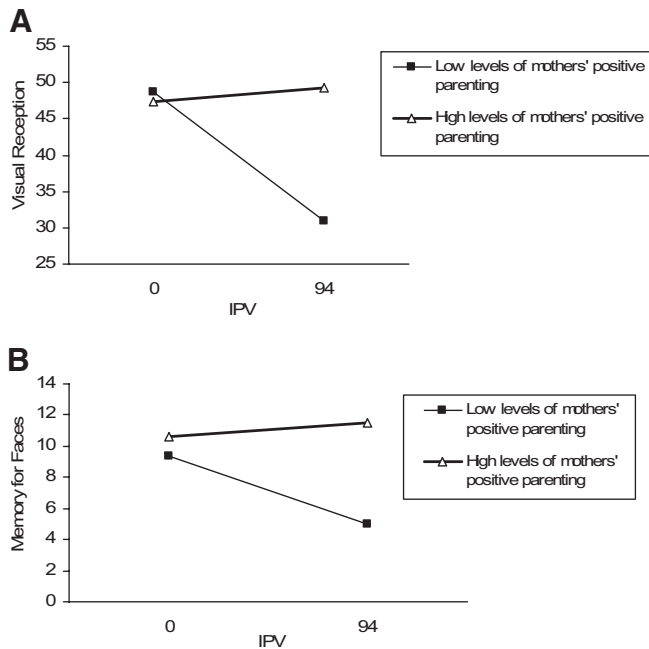 A
55
50
45
40
35
30
25
Visual Reception
0 94
IPV
Low levels of mothers' positive
parenting
High levels of mothers' positive
parenting
B
14
12
10
8
6
4
2
0
Memory for Faces
0 94
IPV
Low levels of mothers'
positive parenting
High levels of mothers'
positive parenting